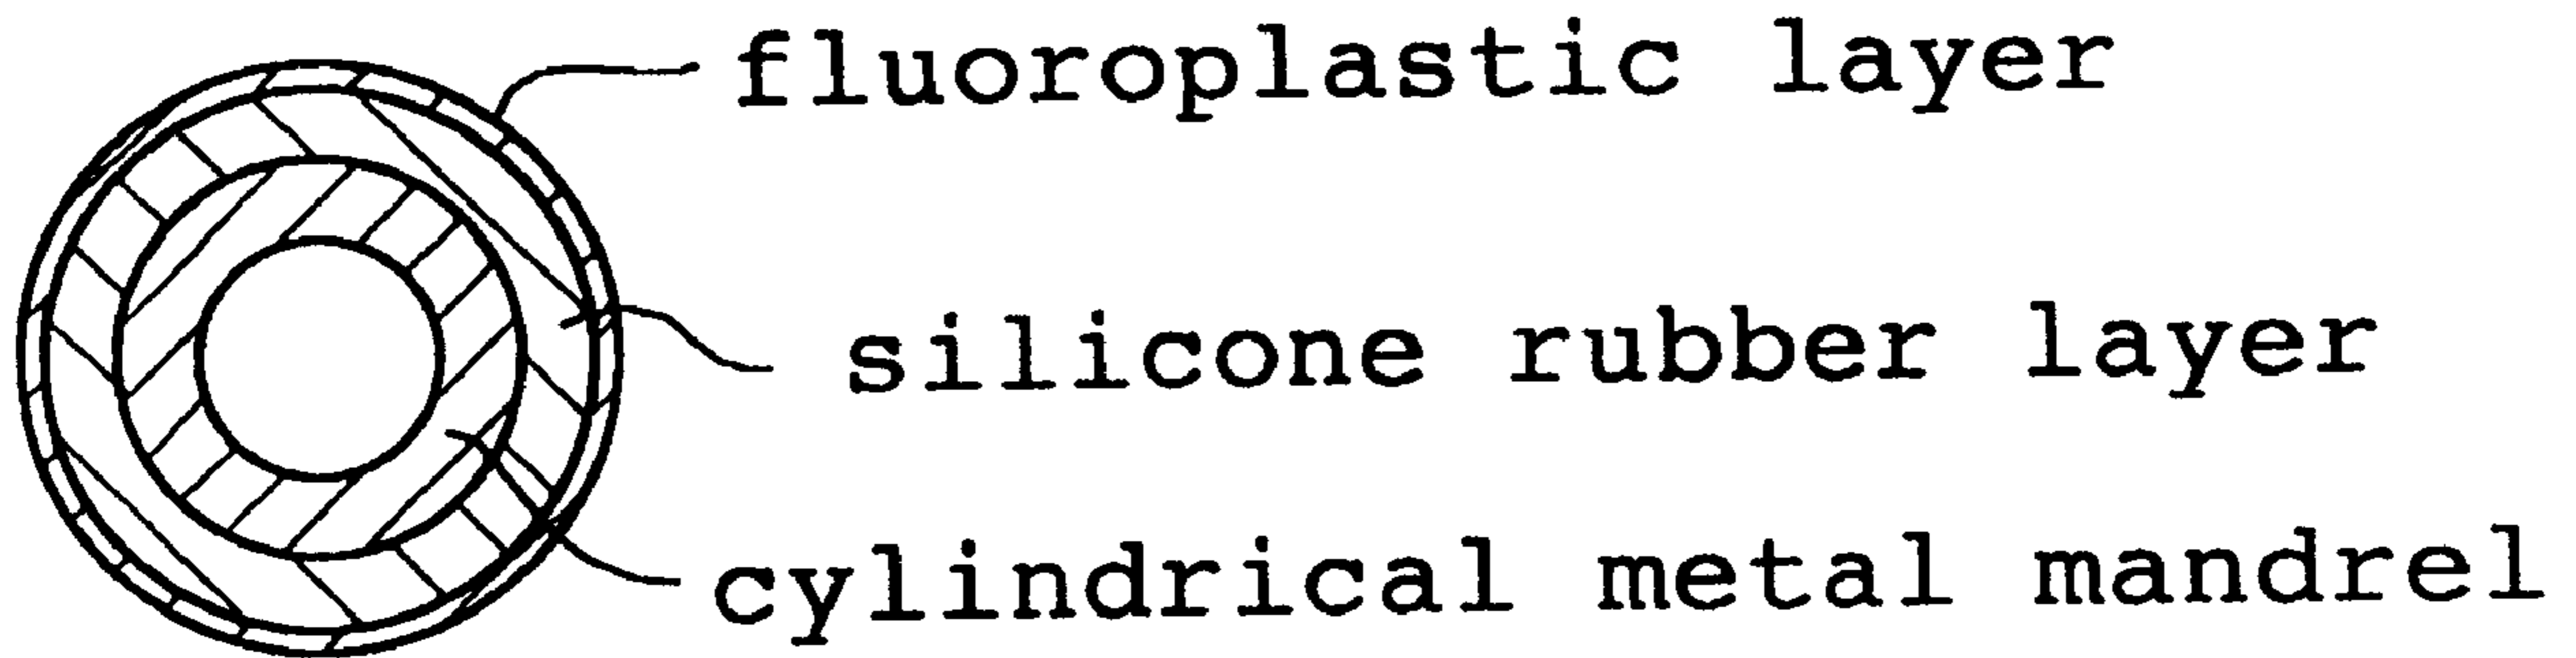 fluoroplastic layer
silicone rubber layer
cylindrical metal mandrel